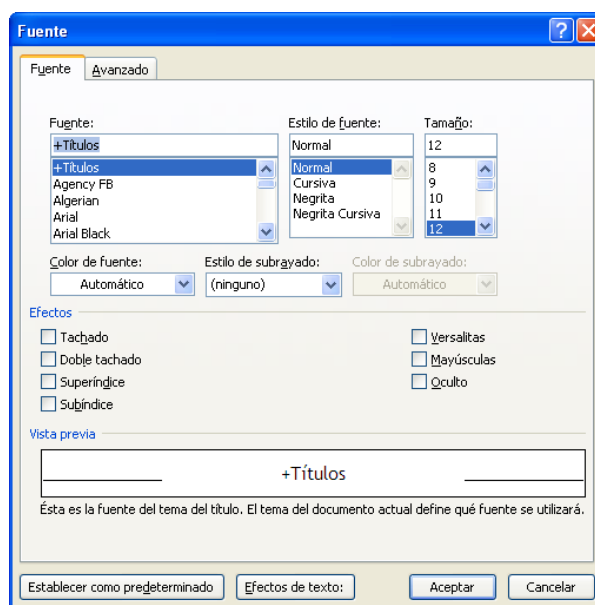 Fuente
Fuente Avanzado
Fuente: Estilo de fuente: Tamaño:
+Títulos Normal 12
+Títulos Normal 8
Agency FB Cursiva 9
Algerian Negrita 10
Arial Negrita Cursiva 11
Arial Black 12
Color de fuente: Estilo de subrayado: Color de subrayado:
Automático (ninguno) Automático
Efectos
Tachado Versalitas
Doble tachado Mayúsculas
Superíndice Oculto
Subíndice
Vista previa
+Títulos
Ésta es la fuente del tema del título. El tema del documento actual define qué fuente se utilizará.
Establecer como predeterminado Efectos de texto: Aceptar Cancelar